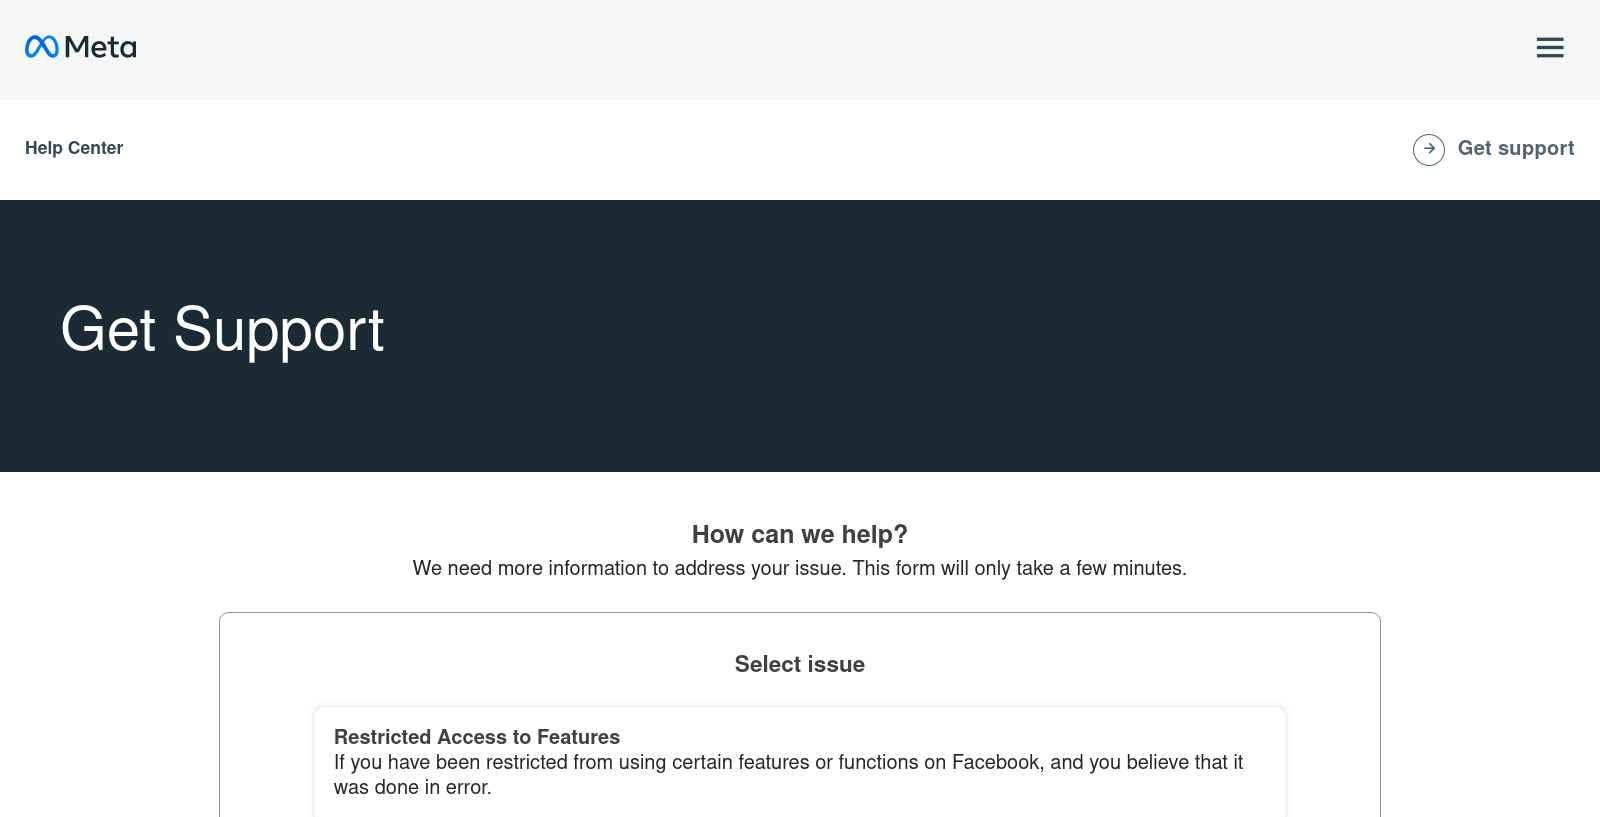 Meta
Help Center
Get support
Get Support
How can we help?
We need more information to address your issue. This form will only take a few minutes.
Select issue
Restricted Access to Features
If you have been restricted from using certain features or functions on Facebook, and you believe that it
was done in error.